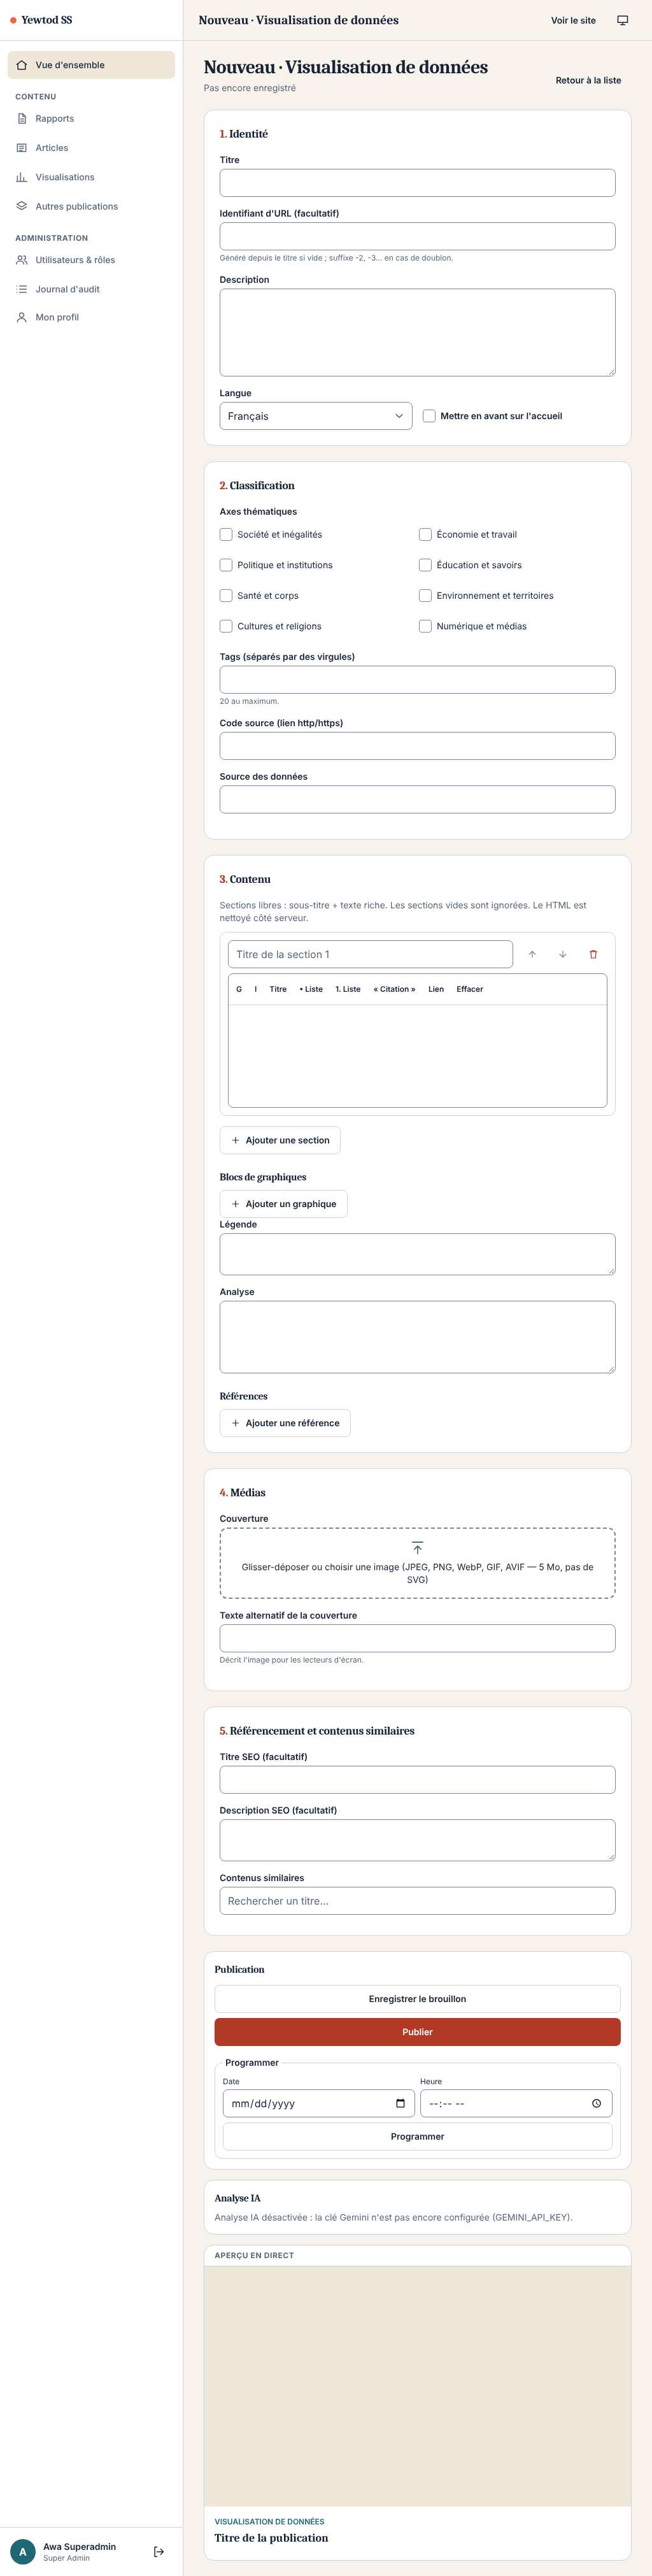 Yewtod SS
Nouveau · Visualisation de données
Voir le site
Vue d'ensemble
CONTENU
Rapports
Articles
Visualisations
Autres publications
ADMINISTRATION
Utilisateurs & rôles
Journal d'audit
Mon profil
Nouveau · Visualisation de données
Pas encore enregistré
Retour à la liste
1. Identité
Titre
Identifiant d'URL (facultatif)
Généré depuis le titre si vide ; suffixe -2, -3… en cas de doublon.
Description
Langue
Français
Mettre en avant sur l'accueil
2. Classification
Axes thématiques
Société et inégalités
Économie et travail
Politique et institutions
Éducation et savoirs
Santé et corps
Environnement et territoires
Cultures et religions
Numérique et médias
Tags (séparés par des virgules)
20 au maximum.
Code source (lien http/https)
Source des données
3. Contenu
Sections libres : sous-titre + texte riche. Les sections vides sont ignorées. Le HTML est
nettoyé côté serveur.
Titre de la section 1
G I Titre • Liste 1. Liste « Citation » Lien Effacer
+ Ajouter une section
Blocs de graphiques
+ Ajouter un graphique
Légende
Analyse
Références
+ Ajouter une référence
4. Médias
Couverture
Glisser-déposer ou choisir une image (JPEG, PNG, WebP, GIF, AVIF — 5 Mo, pas de
SVG)
Texte alternatif de la couverture
Décrit l'image pour les lecteurs d'écran.
5. Référencement et contenus similaires
Titre SEO (facultatif)
Description SEO (facultatif)
Contenus similaires
Rechercher un titre…
Publication
Enregistrer le brouillon
Publier
Programmer
Date
Heure
mm/dd/yyyy
--:-- --
Programmer
Analyse IA
Analyse IA désactivée : la clé Gemini n'est pas encore configurée (GEMINI_API_KEY).
APERÇU EN DIRECT
VISUALISATION DE DONNÉES
Titre de la publication
A
Awa Superadmin
Super Admin